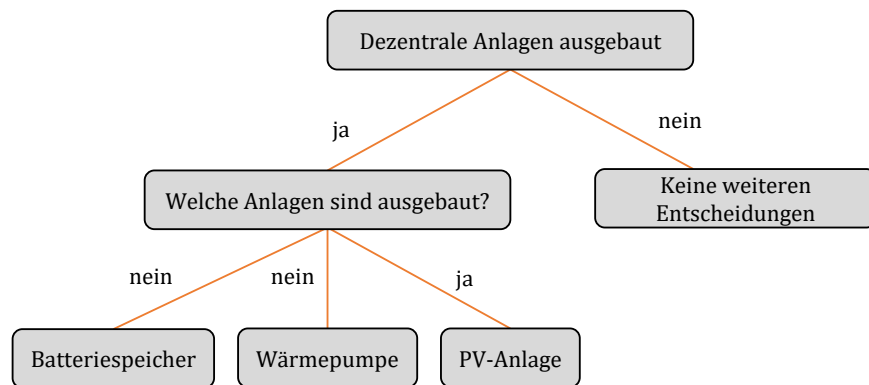 Dezentrale Anlagen ausgebaut
ja
nein
Welche Anlagen sind ausgebaut?
Keine weiteren
Entscheidungen
nein
nein
ja
Batteriespeicher
Wärmepumpe
PV-Anlage